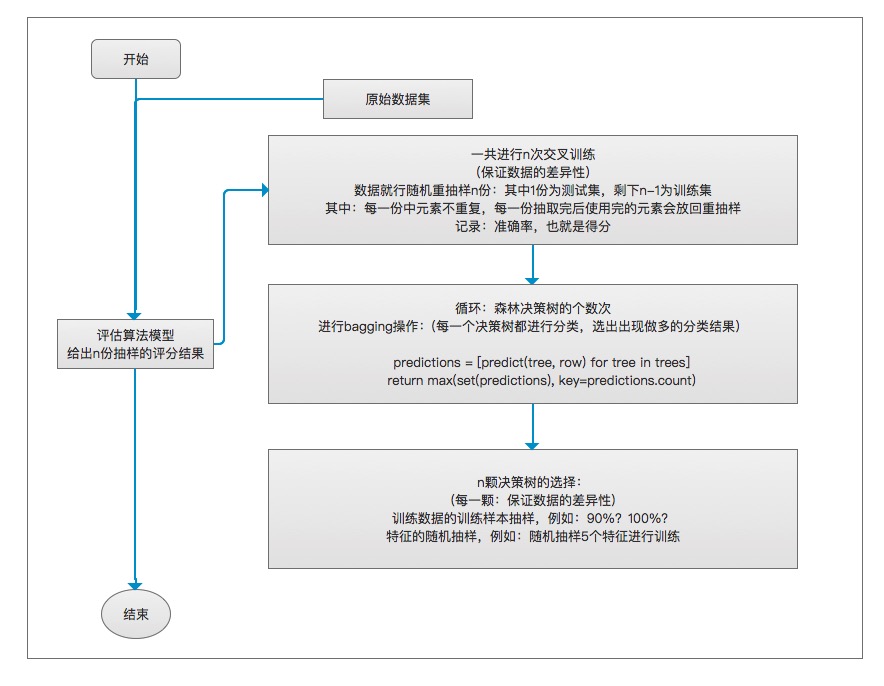 开始
原始数据集
一共进行n次交叉训练
（保证数据的差异性）
数据就行随机重抽样n份：其中1份为测试集，剩下n-1为训练集
其中：每一份中元素不重复，每一份抽取完后使用完的元素会放回重抽样
记录：准确率，也就是得分
循环：森林决策树的个数次
进行bagging操作：（每一个决策树都进行分类，选出出现做多的分类结果）
predictions = [predict(tree, row) for tree in trees]
return max(set(predictions), key=predictions.count)
评估算法模型
给出n份抽样的评分结果
n颗决策树的选择：
（每一颗：保证数据的差异性）
训练数据的训练样本抽样，例如：90%？100%?
特征的随机抽样，例如：随机抽样5个特征进行训练
结束